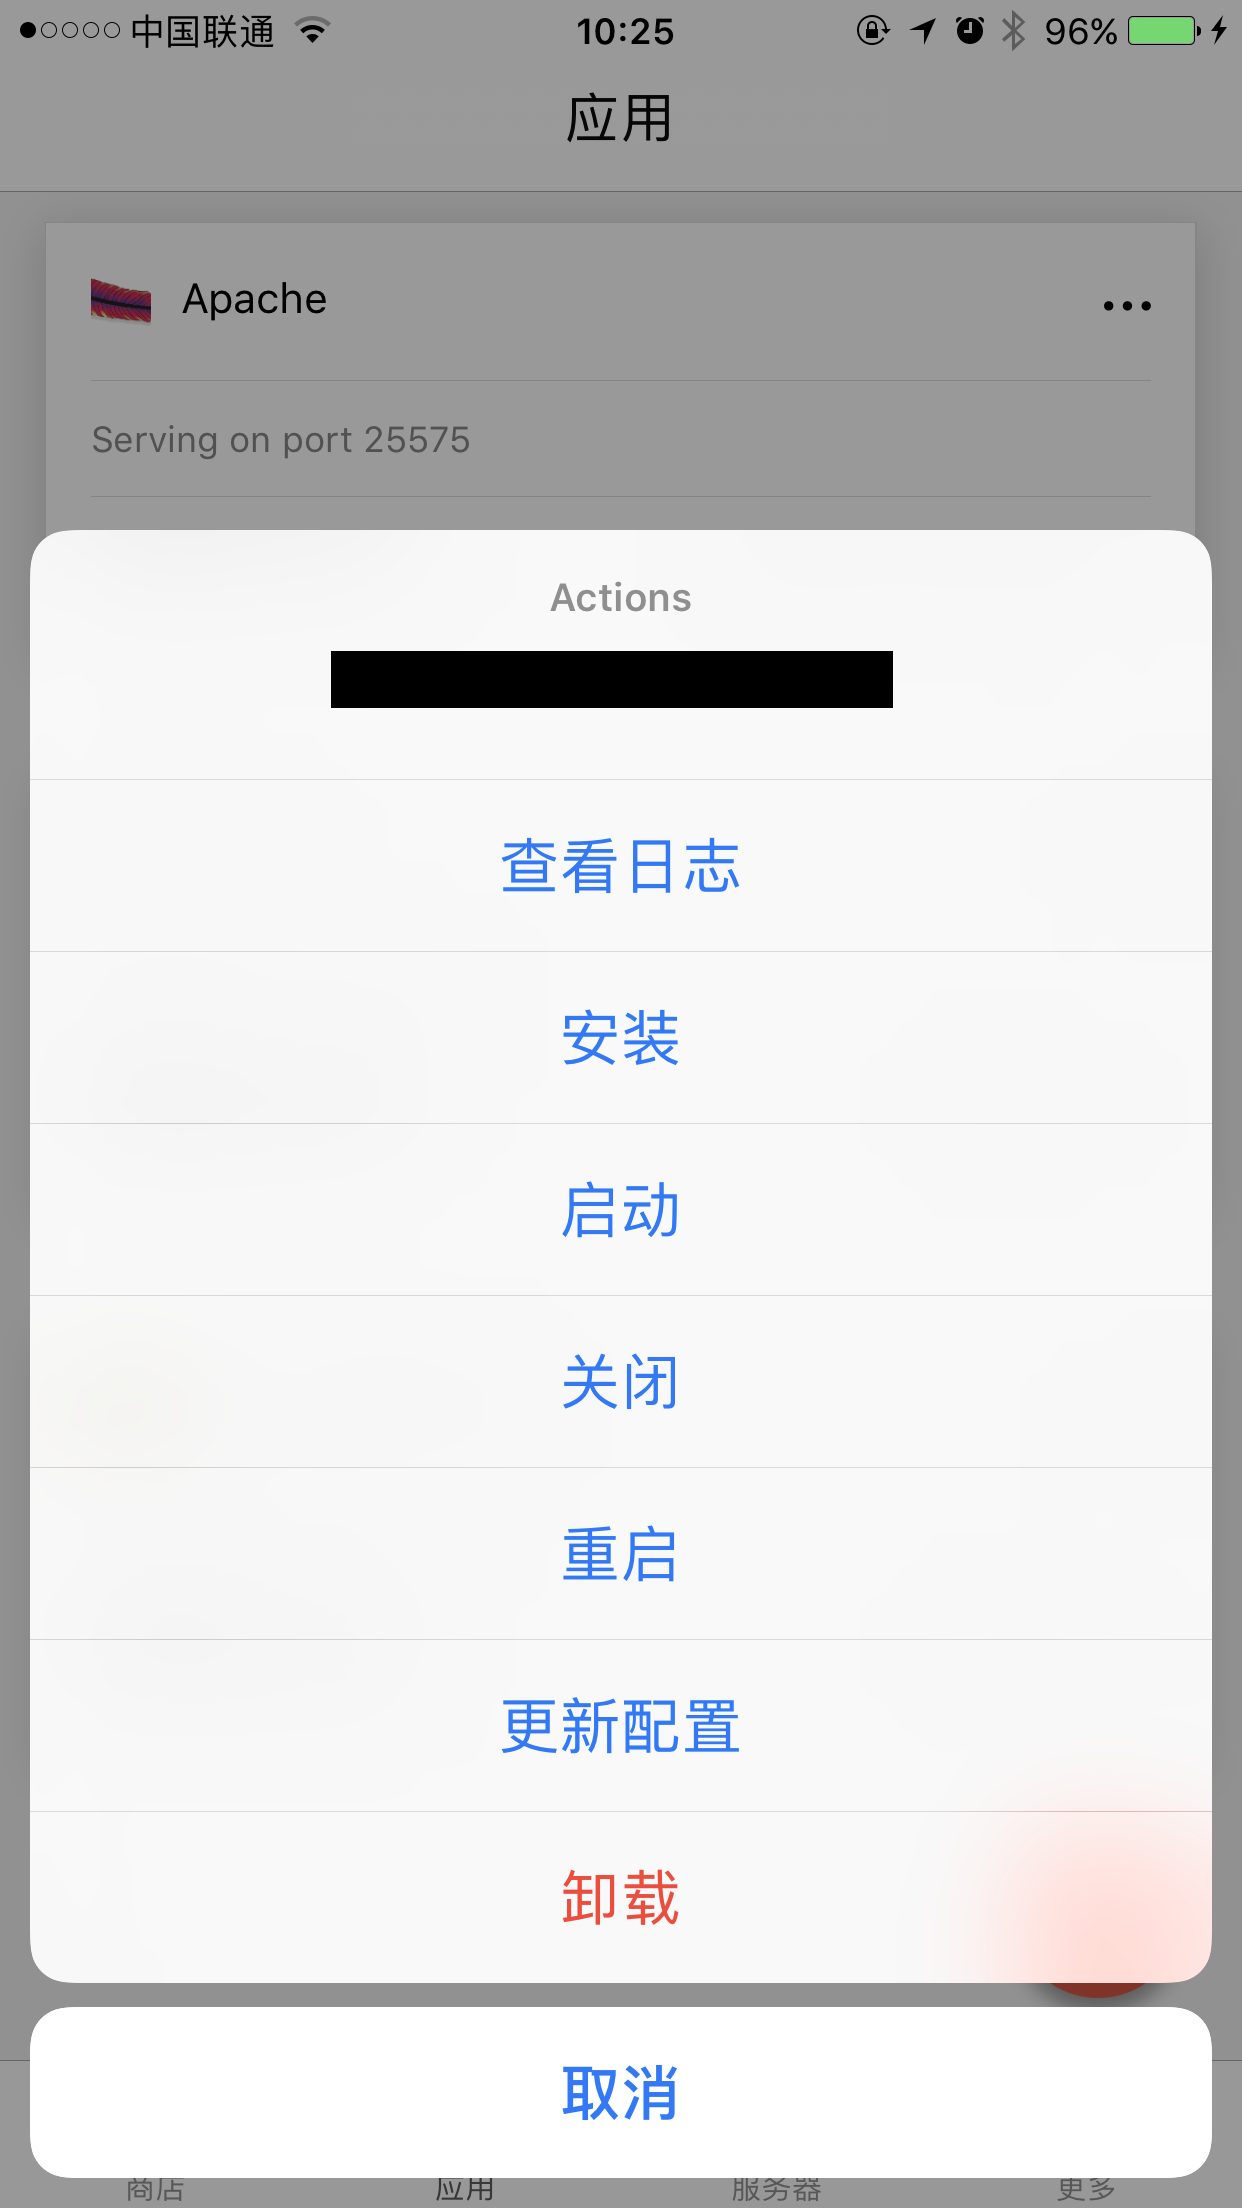 中国联通 10:25 96%
应用
Apache
Serving on port 25575
Actions
查看日志
安装
启动
关闭
重启
更新配置
卸载
取消
商店 应用 服务器 更多